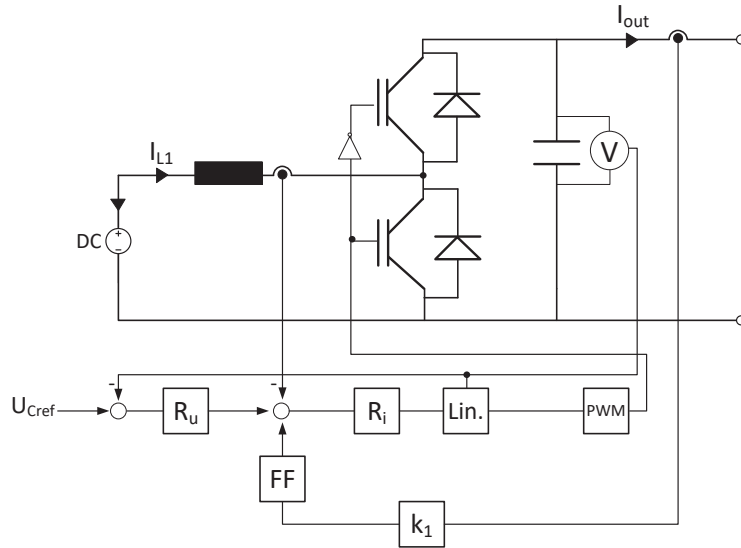 I_out
I_L1
V
DC
+
−
-
-
U_Cref
R_u
R_i
Lin.
PWM
FF
k_1